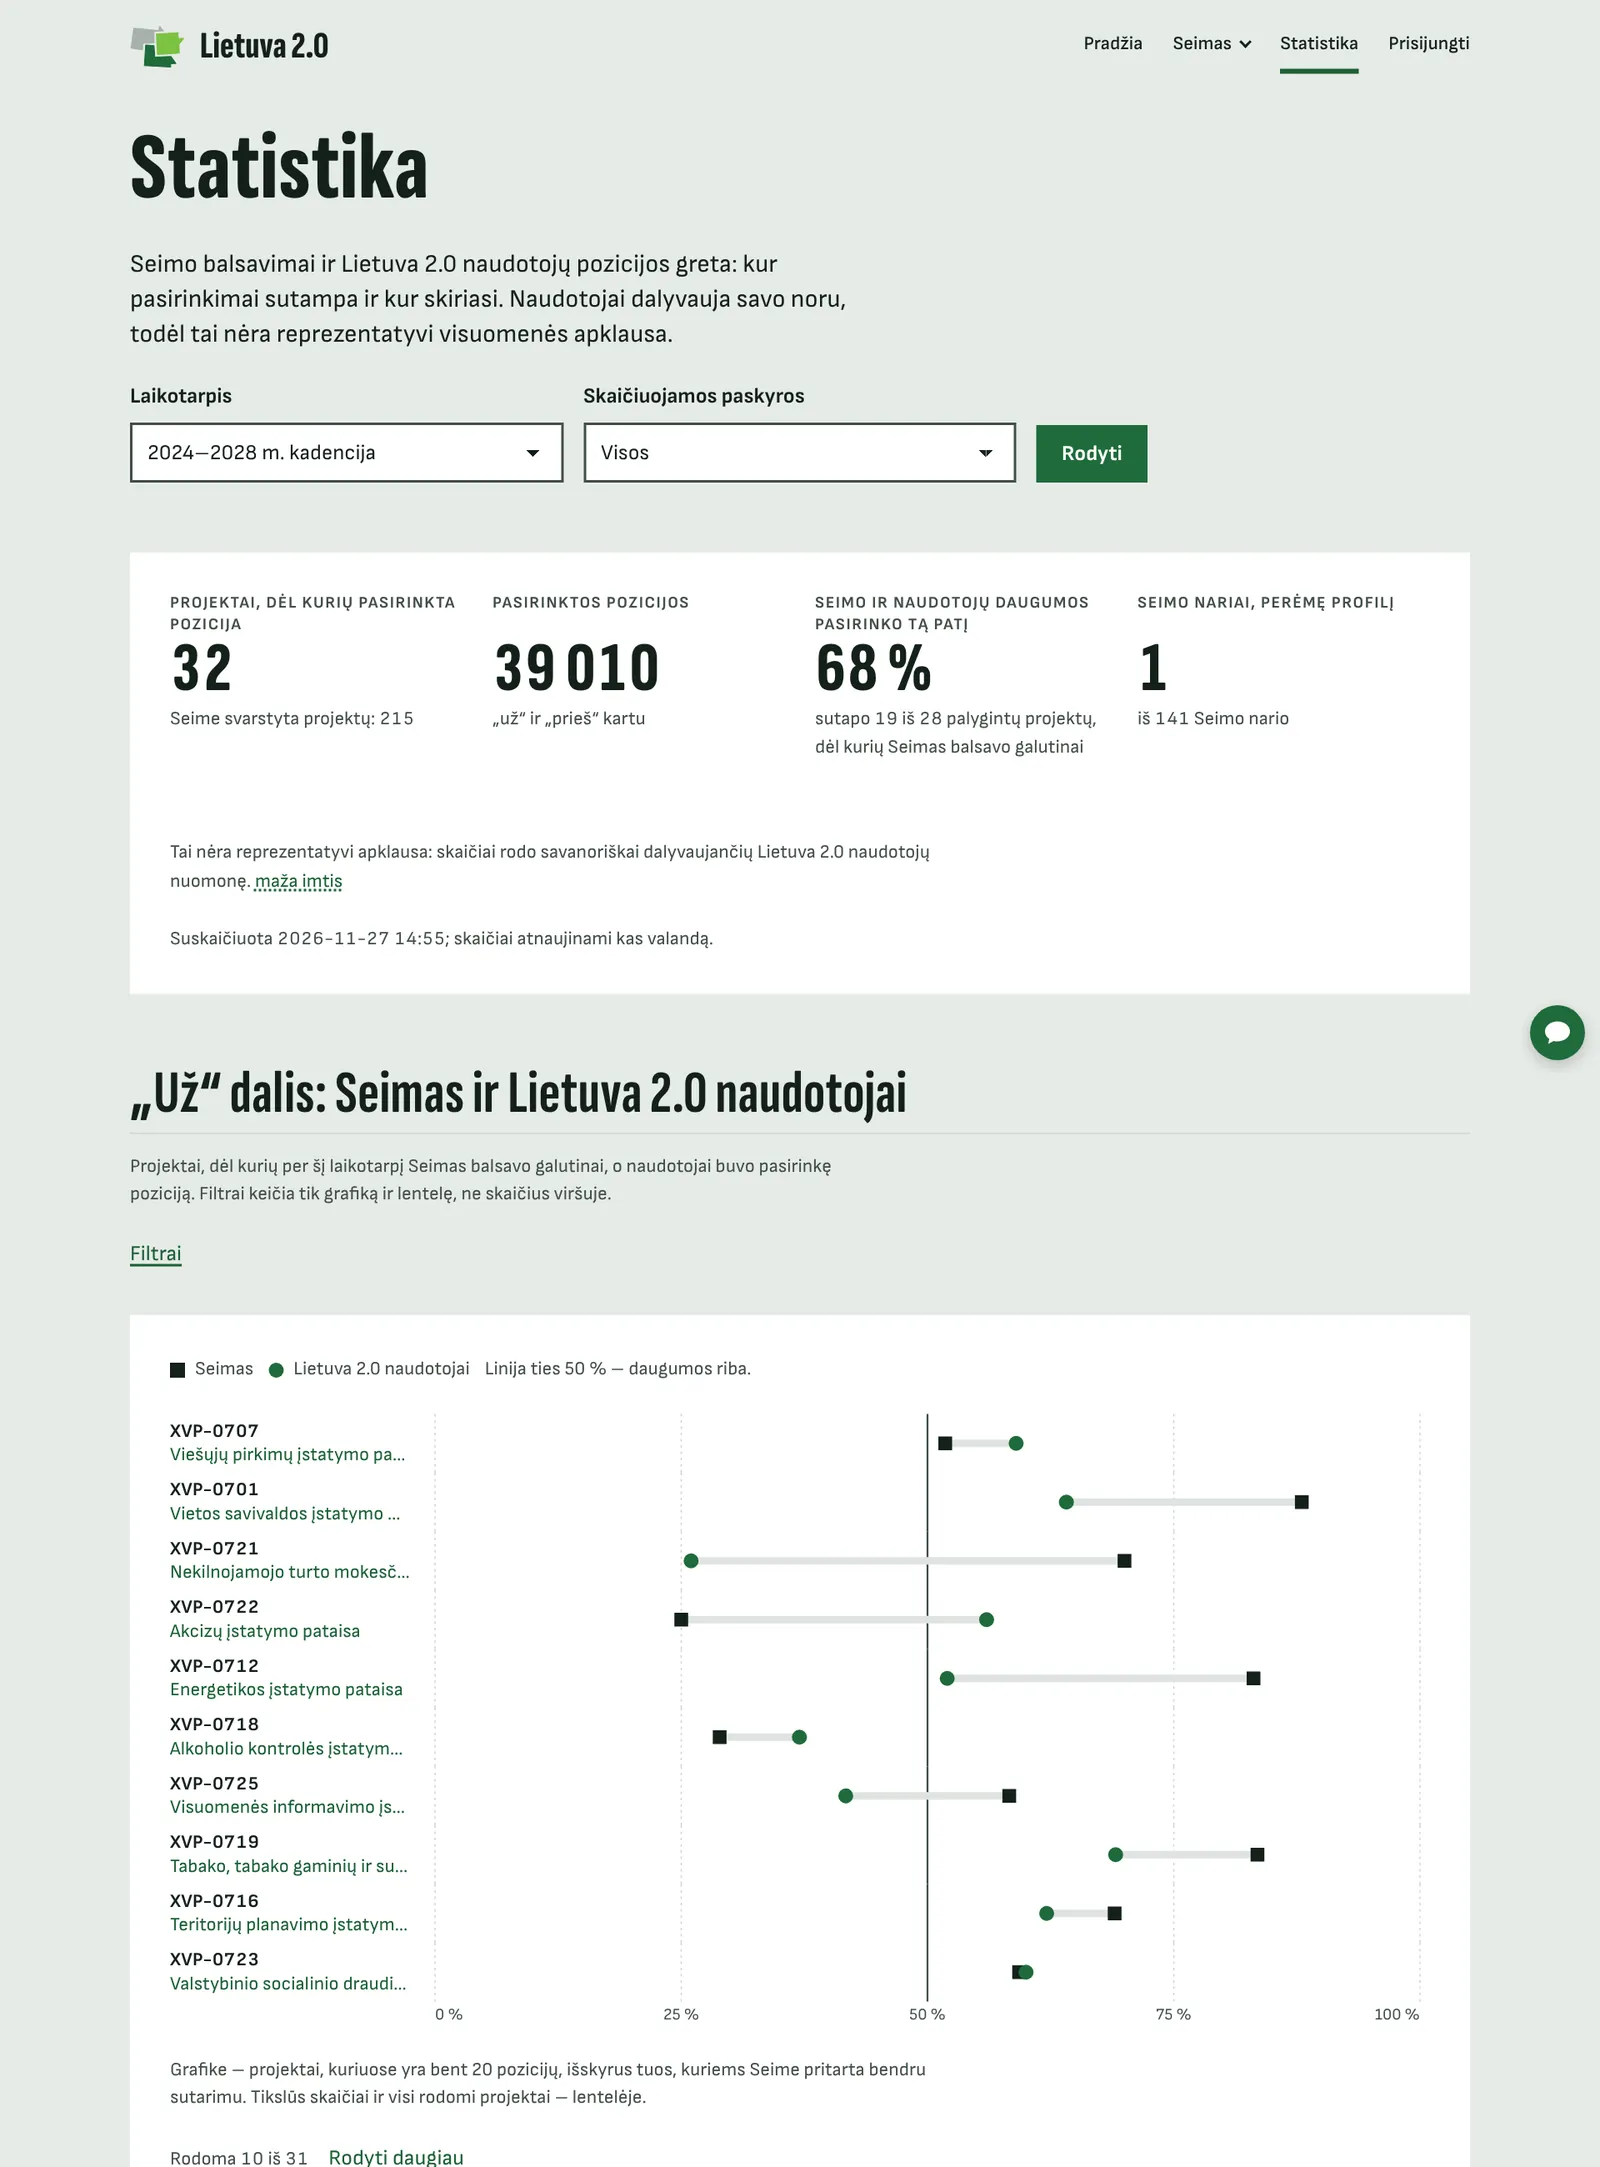 Lietuva 2.0
Pradžia
Seimas
Statistika
Prisijungti
Statistika
Seimo balsavimai ir Lietuva 2.0 naudotojų pozicijos greta: kur
pasirinkimai sutampa ir kur skiriasi. Naudotojai dalyvauja savo noru,
todėl tai nėra reprezentatyvi visuomenės apklausa.
Laikotarpis
2024–2028 m. kadencija
Skaičiuojamos paskyros
Visos
Rodyti
PROJEKTAI, DĖL KURIŲ PASIRINKTA
POZICIJA
32
Seime svarstyta projektų: 215
PASIRINKTOS POZICIJOS
39 010
„už“ ir „prieš“ kartu
SEIMO IR NAUDOTOJŲ DAUGUMOS
PASIRINKO TĄ PATĮ
68 %
sutapo 19 iš 28 palygintų projektų,
dėl kurių Seimas balsavo galutinai
SEIMO NARIAI, PERĖMĘ PROFILĮ
1
iš 141 Seimo nario
Tai nėra reprezentatyvi apklausa: skaičiai rodo savanoriškai dalyvaujančių Lietuva 2.0 naudotojų
nuomonę. maža imtis
Suskaičiuota 2026-11-27 14:55; skaičiai atnaujinami kas valandą.
„Už“ dalis: Seimas ir Lietuva 2.0 naudotojai
Projektai, dėl kurių per šį laikotarpį Seimas balsavo galutinai, o naudotojai buvo pasirinkę
poziciją. Filtrai keičia tik grafiką ir lentelę, ne skaičius viršuje.
Filtrai
Seimas
Lietuva 2.0 naudotojai
Linija ties 50 % – daugumos riba.
XVP-0707
Viešųjų pirkimų įstatymo pa...
XVP-0701
Vietos savivaldos įstatymo ...
XVP-0721
Nekilnojamojo turto mokesč...
XVP-0722
Akcizų įstatymo pataisa
XVP-0712
Energetikos įstatymo pataisa
XVP-0718
Alkoholio kontrolės įstatym...
XVP-0725
Visuomenės informavimo įs...
XVP-0719
Tabako, tabako gaminių ir su...
XVP-0716
Teritorijų planavimo įstatym...
XVP-0723
Valstybinio socialinio draudi...
0 %
25 %
50 %
75 %
100 %
Grafike – projektai, kuriuose yra bent 20 pozicijų, išskyrus tuos, kuriems Seime pritarta bendru
sutarimu. Tikslūs skaičiai ir visi rodomi projektai – lentelėje.
Rodoma 10 iš 31
Rodyti daugiau